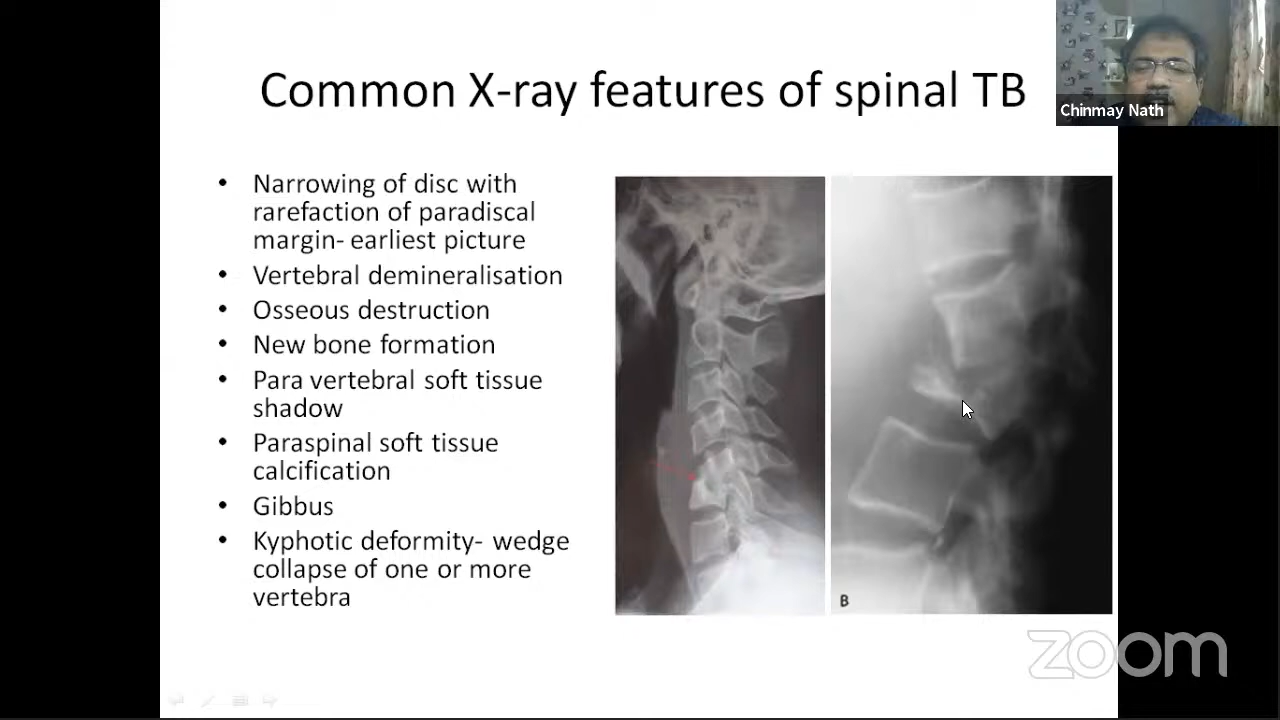 Common X-ray features of spinal TB
Chinmay Nath
• Narrowing of disc with
rarefaction of paradiscal
margin- earliest picture
• Vertebral demineralisation
• Osseous destruction
• New bone formation
• Para vertebral soft tissue
shadow
• Paraspinal soft tissue
calcification
• Gibbus
• Kyphotic deformity- wedge
collapse of one or more
vertebra
B
zoom